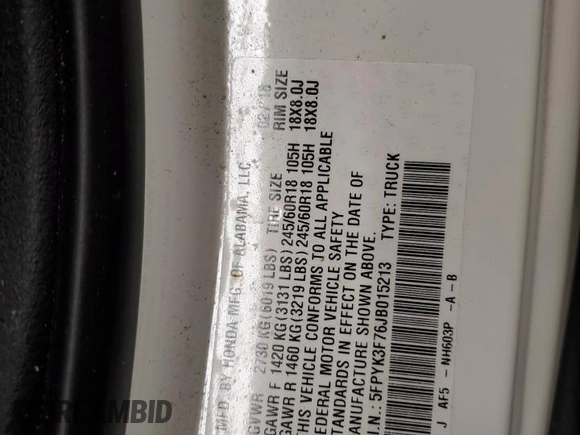 MFD BY HONDA MFG. OF ALABAMA, LLC 02/18
GVWR 2730 KG(6019 LBS) TIRE SIZE RIM SIZE
GAWR F 1420 KG(3131 LBS)245/60R18 105H 18X8.0J
GAWR R 1460 KG(3219 LBS)245/60R18 105H 18X8.0J
THIS VEHICLE CONFORMS TO ALL APPLICABLE
FEDERAL MOTOR VEHICLE SAFETY
STANDARDS IN EFFECT ON THE DATE OF
MANUFACTURE SHOWN ABOVE.
V.I.N.: 5FPYK3F76JB015213 TYPE: TRUCK
J AF5 - NH603P -A -B